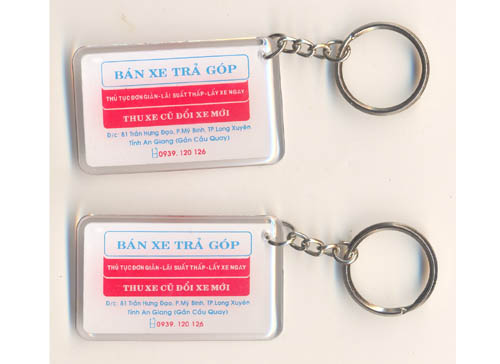 BÁN XE TRẢ GÓP
THỦ TỤC ĐƠN GIẢN-LÃI SUẤT THẤP-LẤY XE NGAY
THU XE CŨ ĐỔI XE MỚI
D/c: 81 Trần Hưng Đạo, P.Mỹ Bình, TP.Long Xuyên
Tỉnh An Giang (Gần Cầu Quay)
0939. 120 126
BÁN XE TRẢ GÓP
THỦ TỤC ĐƠN GIẢN-LÃI SUẤT THẤP-LẤY XE NGAY
THU XE CŨ ĐỔI XE MỚI
D/c: 81 Trần Hưng Đạo, P.Mỹ Bình, TP.Long Xuyên
Tỉnh An Giang (Gần Cầu Quay)
0939. 120 126